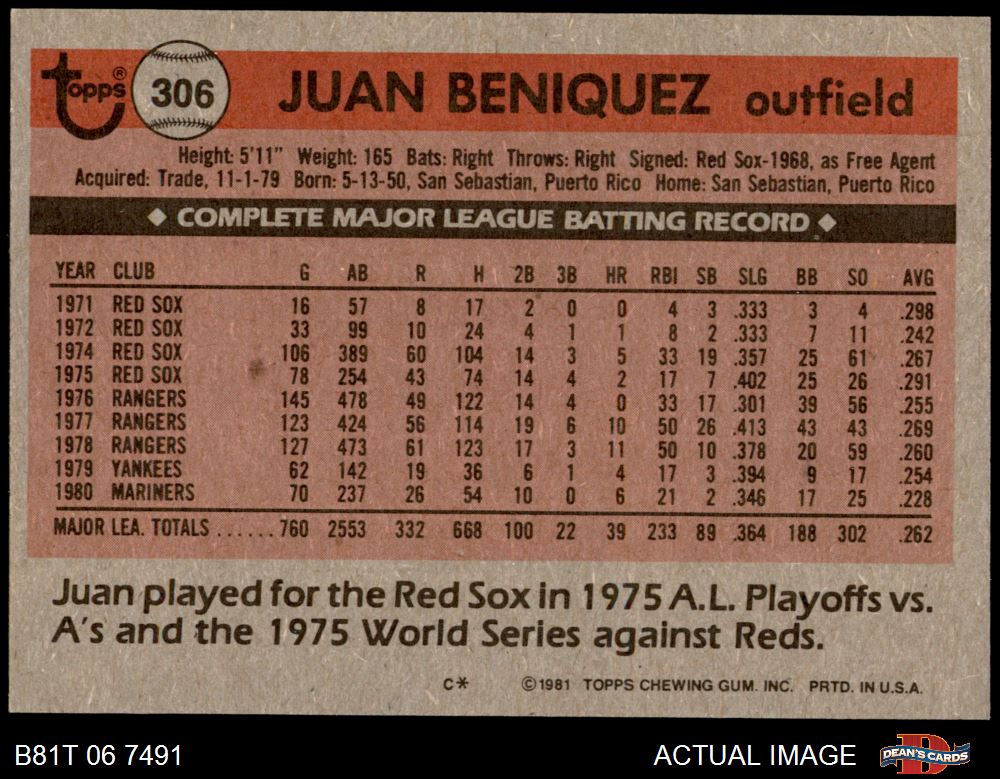 Topps® 306 JUAN BENIQUEZ outfield
Height: 5'11" Weight: 165 Bats: Right Throws: Right Signed: Red Sox-1968, as Free Agent
Acquired: Trade, 11-1-79 Born: 5-13-50, San Sebastian, Puerto Rico Home: San Sebastian, Puerto Rico
◆ COMPLETE MAJOR LEAGUE BATTING RECORD ◆
YEAR CLUB G AB R H 2B 3B HR RBI SB SLG BB SO AVG
1971 RED SOX 16 57 8 17 2 0 0 4 3 .333 3 4 .298
1972 RED SOX 33 99 10 24 4 1 1 8 2 .333 7 11 .242
1974 RED SOX 106 389 60 104 14 3 5 33 19 .357 25 61 .267
1975 RED SOX 78 254 43 74 14 4 2 17 7 .402 25 26 .291
1976 RANGERS 145 478 49 122 14 4 0 33 17 .301 39 56 .255
1977 RANGERS 123 424 56 114 19 6 10 50 26 .413 43 43 .269
1978 RANGERS 127 473 61 123 17 3 11 50 10 .378 20 59 .260
1979 YANKEES 62 142 19 36 6 1 4 17 3 .394 9 17 .254
1980 MARINERS 70 237 26 54 10 0 6 21 2 .346 17 25 .228
MAJOR LEA. TOTALS ...... 760 2553 332 668 100 22 39 233 89 .364 188 302 .262
Juan played for the Red Sox in 1975 A.L. Playoffs vs.
A's and the 1975 World Series against Reds.
C* ©1981 TOPPS CHEWING GUM. INC. PRTD. IN U.S.A.
B81T 06 7491 ACTUAL IMAGE DEAN'S CARDS